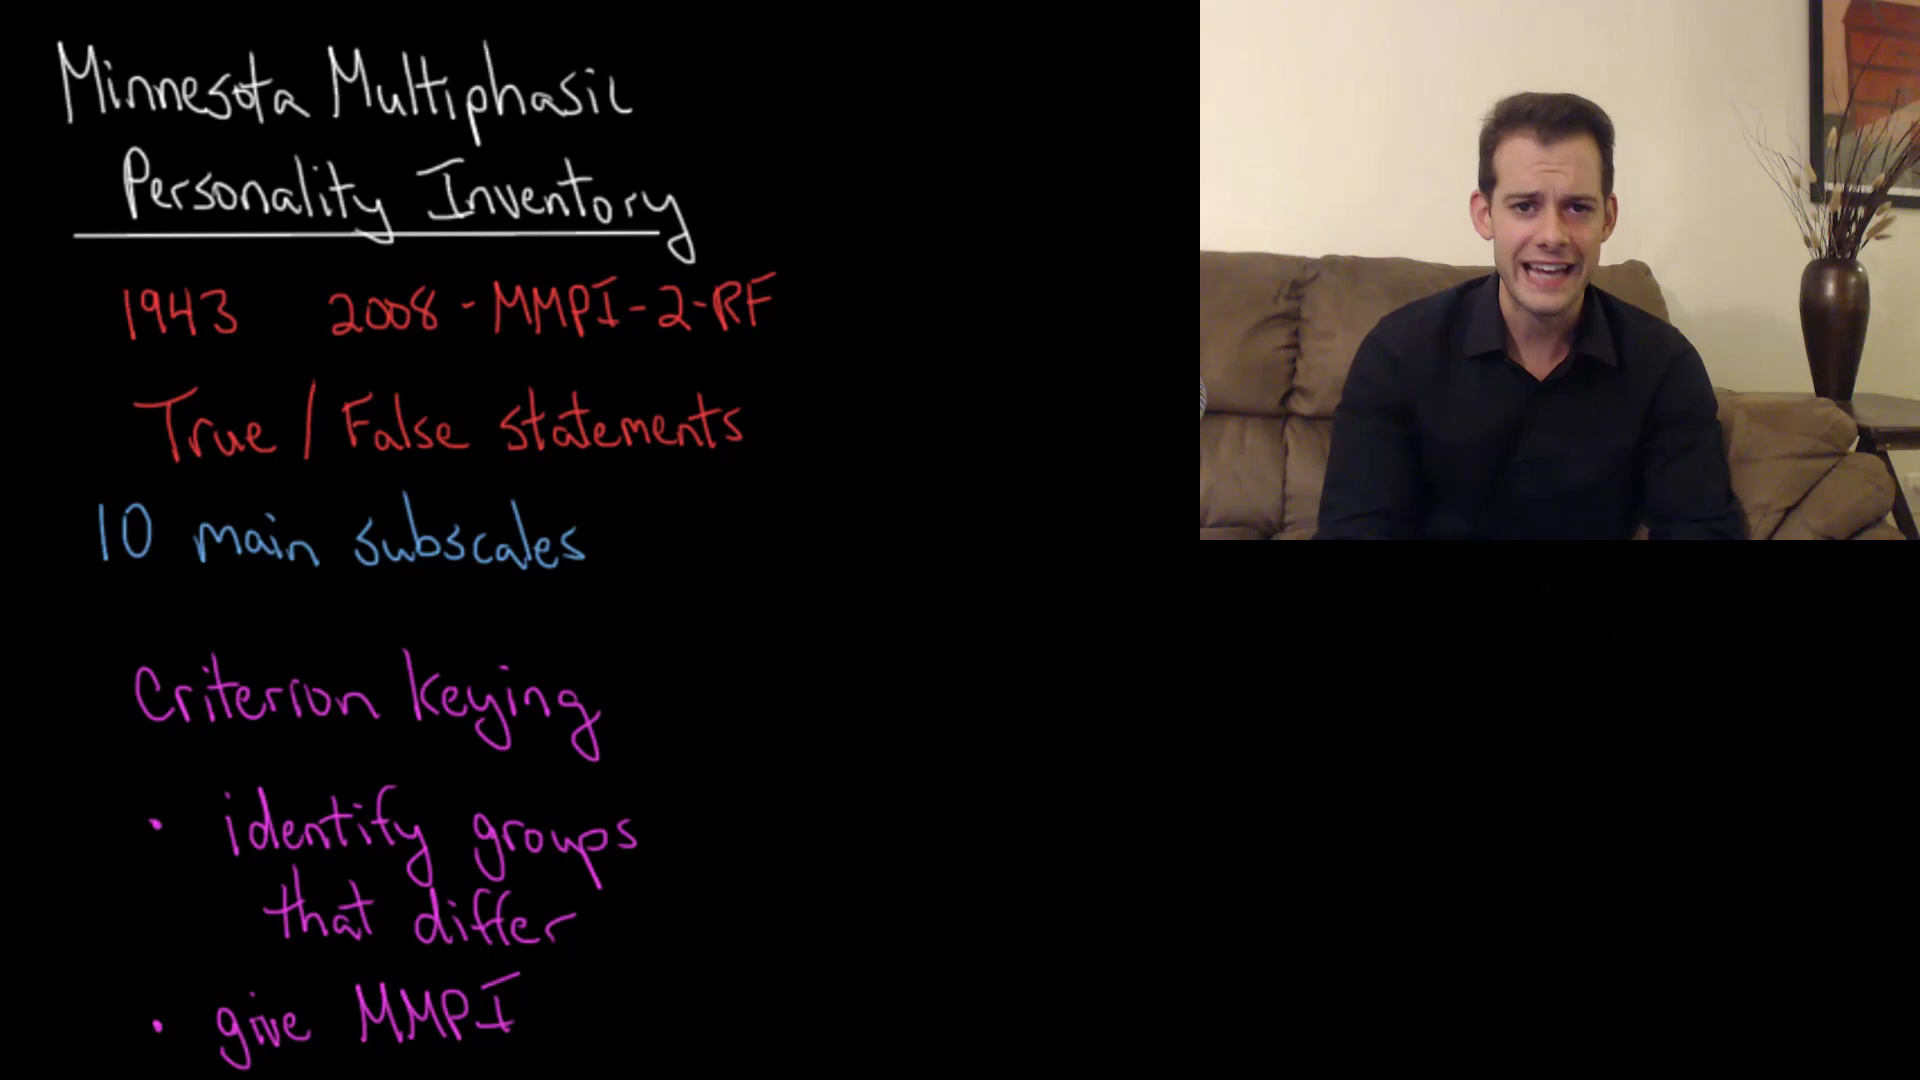 Minnesota Multiphasic
Personality Inventory
1943 2008 - MMPI-2-RF
True / False statements
10 main subscales
Criterion keying
• identify groups
that differ
• give MMPI